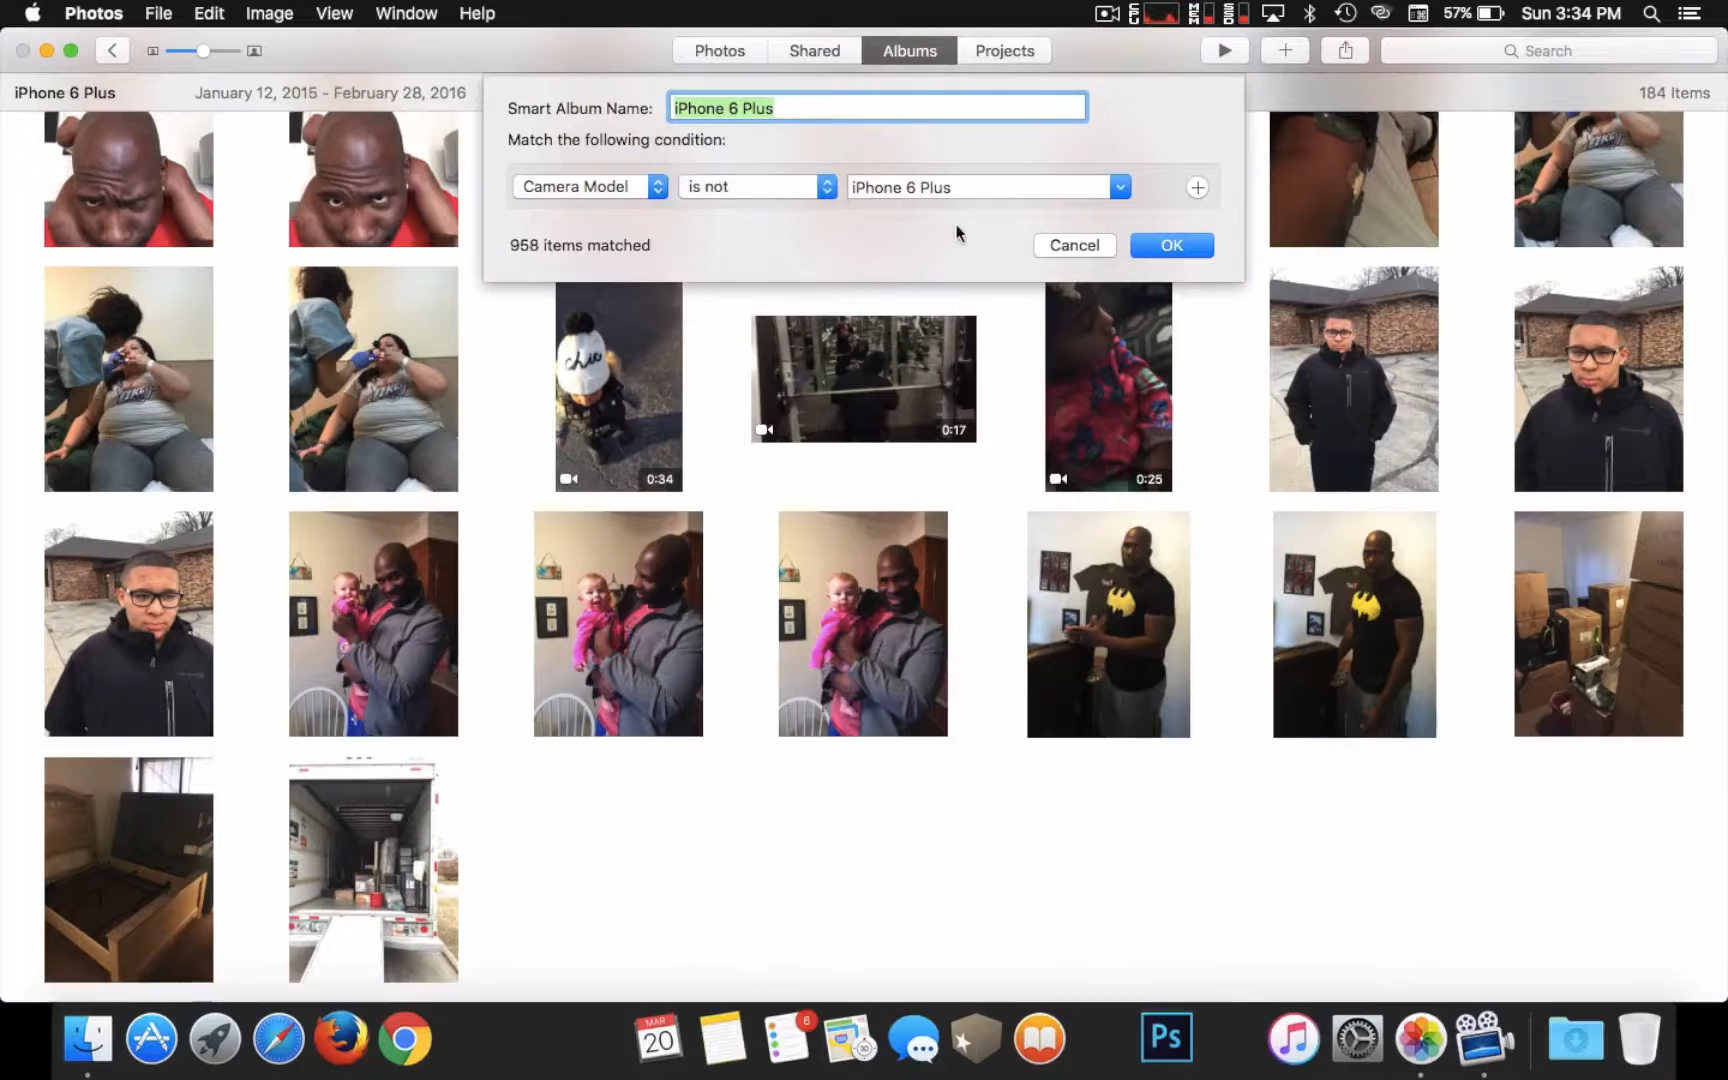 Photos File Edit Image View Window Help 57% Sun 3:34 PM
Photos Shared Albums Projects Search
iPhone 6 Plus January 12, 2015 - February 28, 2016 184 Items
Smart Album Name: iPhone 6 Plus
Match the following condition:
Camera Model is not iPhone 6 Plus
958 items matched Cancel OK
chic
0:34
0:17
0:25
MAR
20
6
Ps